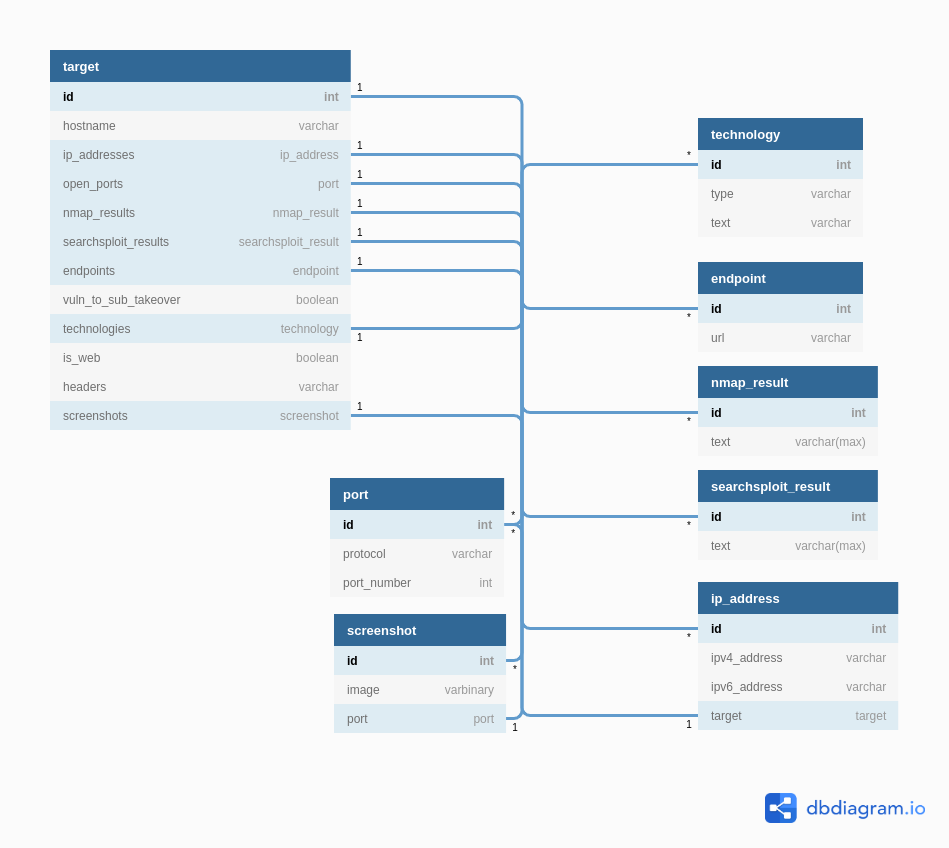 target
id int
1
hostname varchar
ip_addresses ip_address
1
open_ports port
1
nmap_results nmap_result
1
searchsploit_results searchsploit_result
1
endpoints endpoint
1
vuln_to_sub_takeover boolean
technologies technology
1
is_web boolean
headers varchar
screenshots screenshot
1
technology
*
id int
type varchar
text varchar
endpoint
id int
*
url varchar
nmap_result
id int
*
text varchar(max)
port
id int
*
*
protocol varchar
port_number int
searchsploit_result
id int
*
text varchar(max)
screenshot
id int
*
image varbinary
port port
1
ip_address
id int
*
ipv4_address varchar
ipv6_address varchar
target target
1
dbdiagram.io